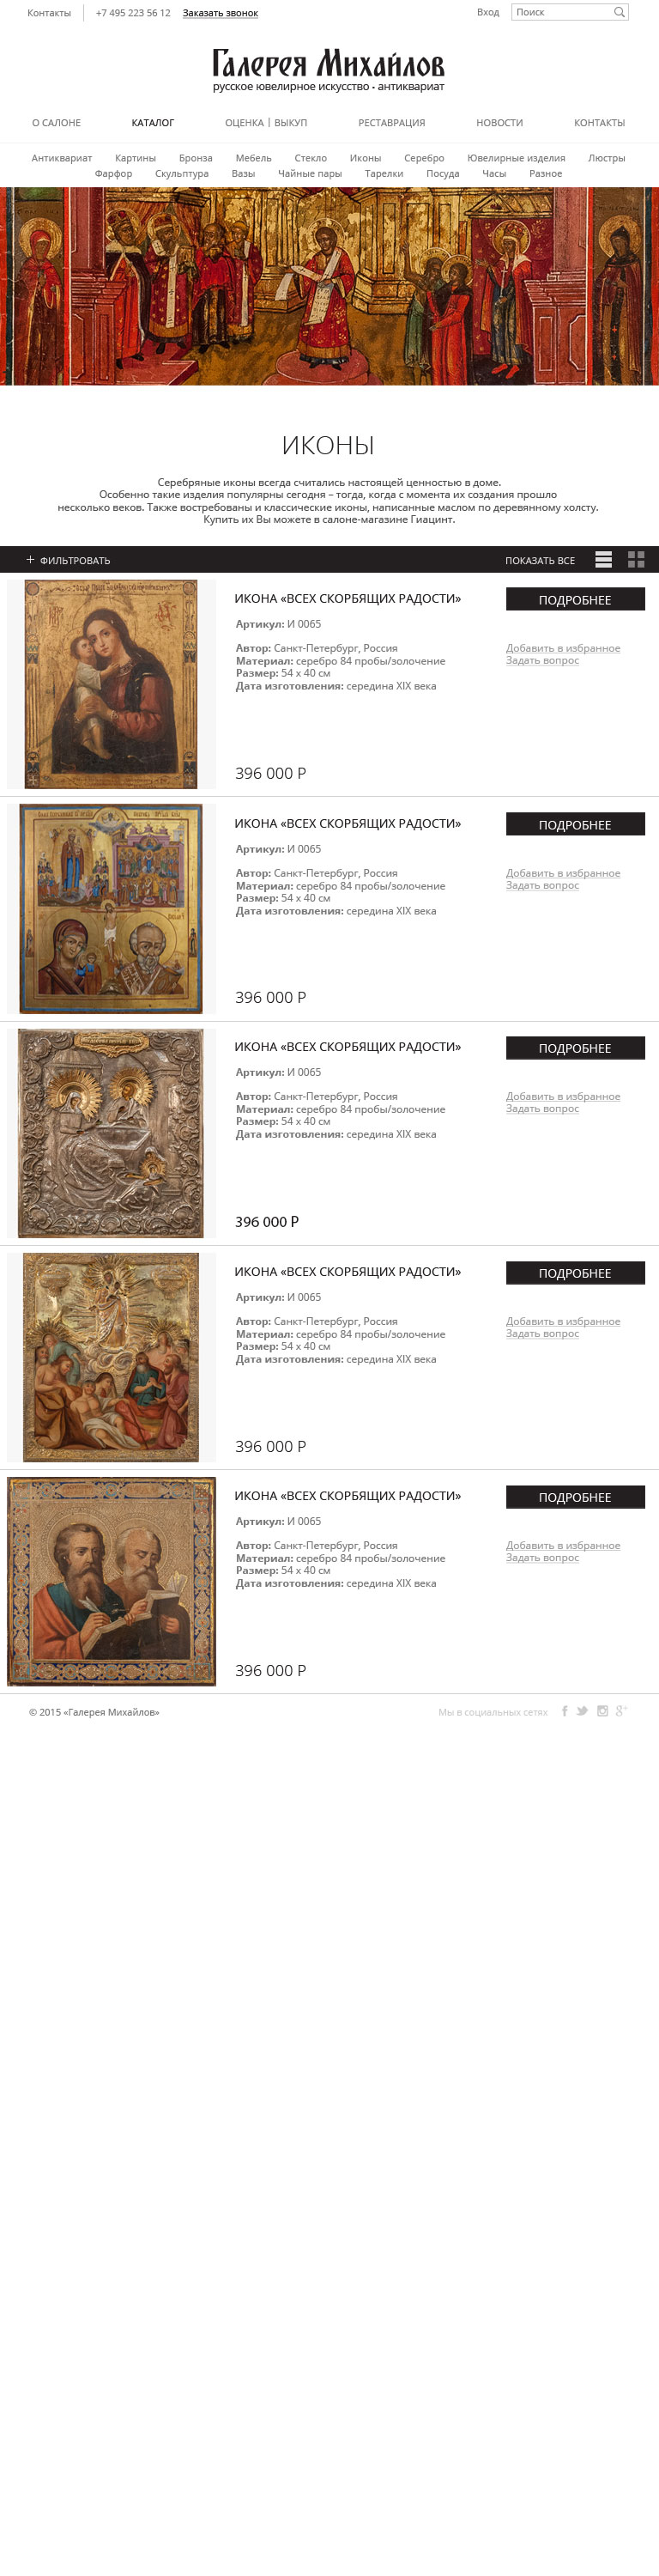 Контакты +7 495 223 56 12 Заказать звонок Вход Поиск
Галерея Михайлов
русское ювелирное искусство • антиквариат
О САЛОНЕ КАТАЛОГ ОЦЕНКА | ВЫКУП РЕСТАВРАЦИЯ НОВОСТИ КОНТАКТЫ
Антиквариат Картины Бронза Мебель Стекло Иконы Серебро Ювелирные изделия Люстры
Фарфор Скульптура Вазы Чайные пары Тарелки Посуда Часы Разное
ИКОНЫ
Серебряные иконы всегда считались настоящей ценностью в доме.
Особенно такие изделия популярны сегодня – тогда, когда с момента их создания прошло
несколько веков. Также востребованы и классические иконы, написанные маслом по деревянному холсту.
Купить их Вы можете в салоне-магазине Гиацинт.
+ ФИЛЬТРОВАТЬ ПОКАЗАТЬ ВСЕ
ИКОНА «ВСЕХ СКОРБЯЩИХ РАДОСТИ» ПОДРОБНЕЕ
Артикул: И 0065
Автор: Санкт-Петербург, Россия Добавить в избранное
Материал: серебро 84 пробы/золочение Задать вопрос
Размер: 54 х 40 см
Дата изготовления: середина XIX века
396 000 Р
ИКОНА «ВСЕХ СКОРБЯЩИХ РАДОСТИ» ПОДРОБНЕЕ
Артикул: И 0065
Автор: Санкт-Петербург, Россия Добавить в избранное
Материал: серебро 84 пробы/золочение Задать вопрос
Размер: 54 х 40 см
Дата изготовления: середина XIX века
396 000 Р
ИКОНА «ВСЕХ СКОРБЯЩИХ РАДОСТИ» ПОДРОБНЕЕ
Артикул: И 0065
Автор: Санкт-Петербург, Россия Добавить в избранное
Материал: серебро 84 пробы/золочение Задать вопрос
Размер: 54 х 40 см
Дата изготовления: середина XIX века
396 000 Р
ИКОНА «ВСЕХ СКОРБЯЩИХ РАДОСТИ» ПОДРОБНЕЕ
Артикул: И 0065
Автор: Санкт-Петербург, Россия Добавить в избранное
Материал: серебро 84 пробы/золочение Задать вопрос
Размер: 54 х 40 см
Дата изготовления: середина XIX века
396 000 Р
ИКОНА «ВСЕХ СКОРБЯЩИХ РАДОСТИ» ПОДРОБНЕЕ
Артикул: И 0065
Автор: Санкт-Петербург, Россия Добавить в избранное
Материал: серебро 84 пробы/золочение Задать вопрос
Размер: 54 х 40 см
Дата изготовления: середина XIX века
396 000 Р
© 2015 «Галерея Михайлов» Мы в социальных сетях